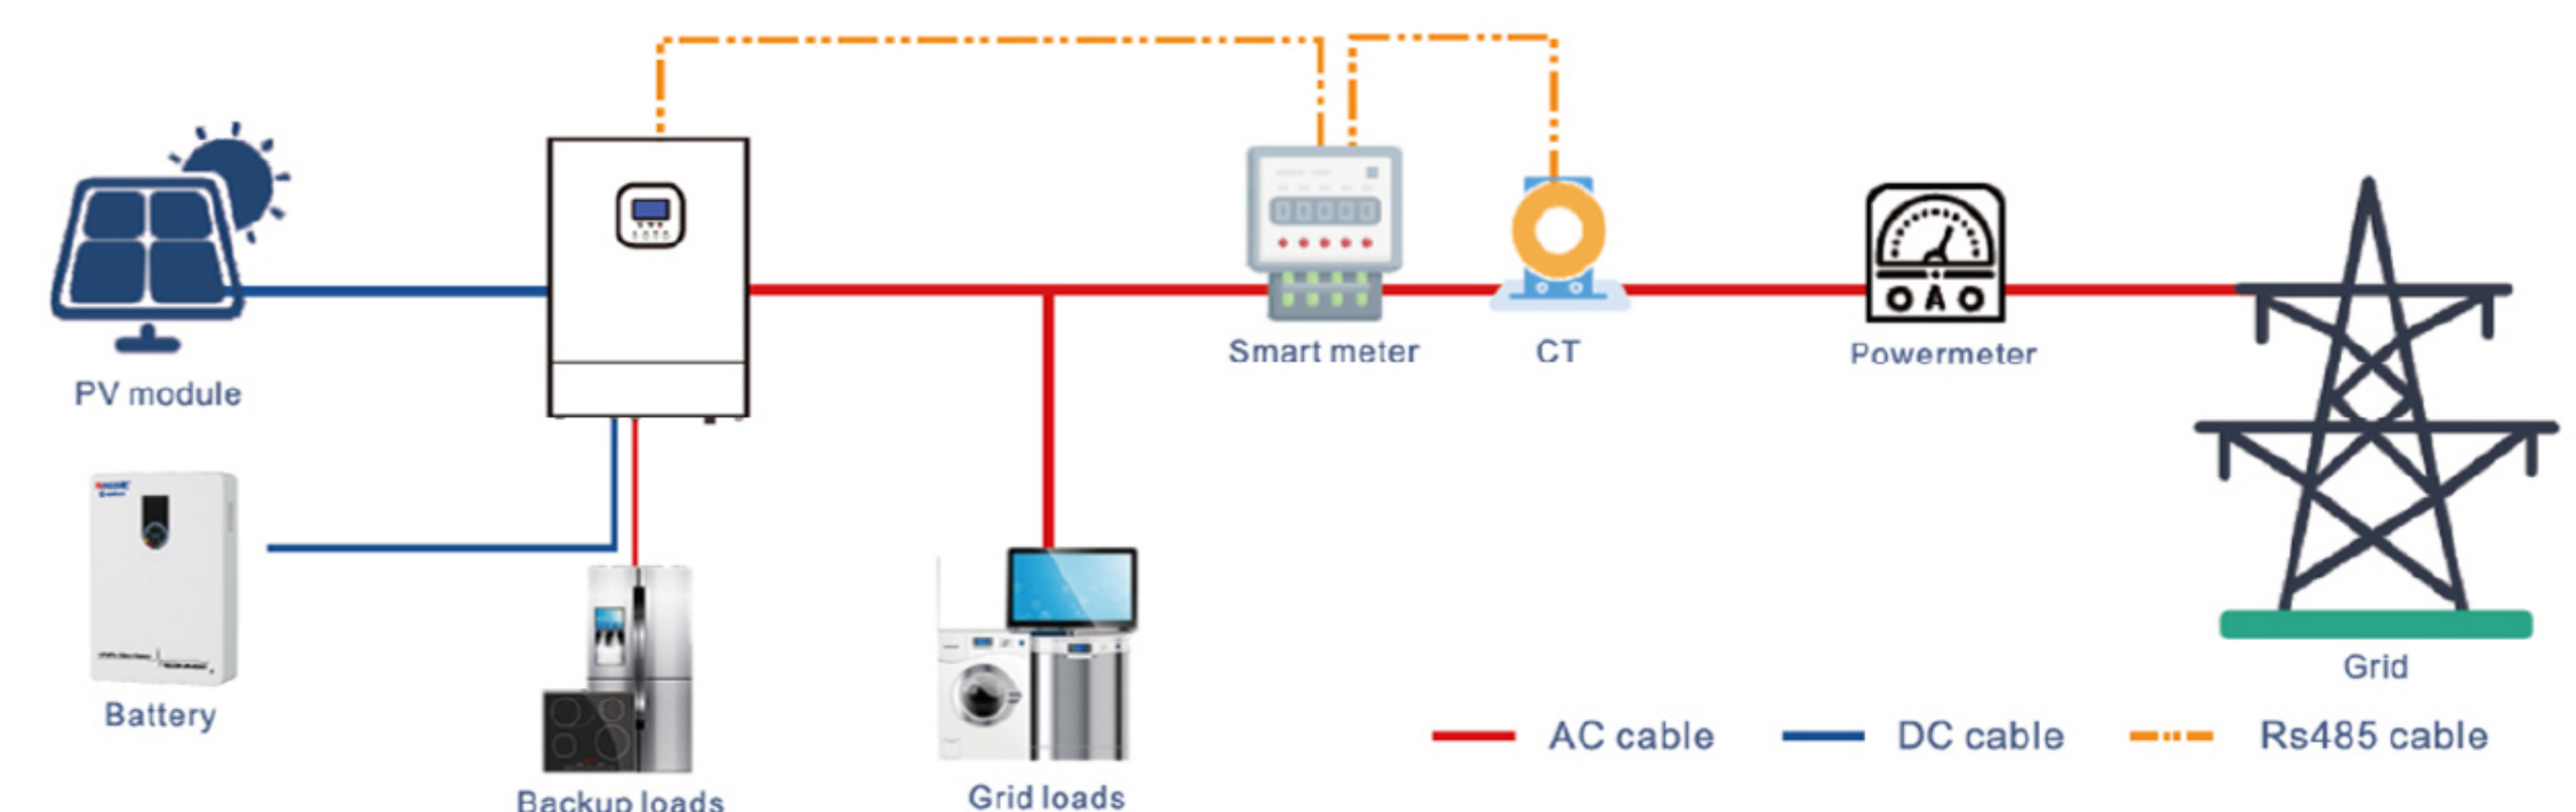 Smart meter
CT
Powermeter
PV module
Grid
Battery
AC cable
DC cable
Rs485 cable
Backup loads
Grid loads
A